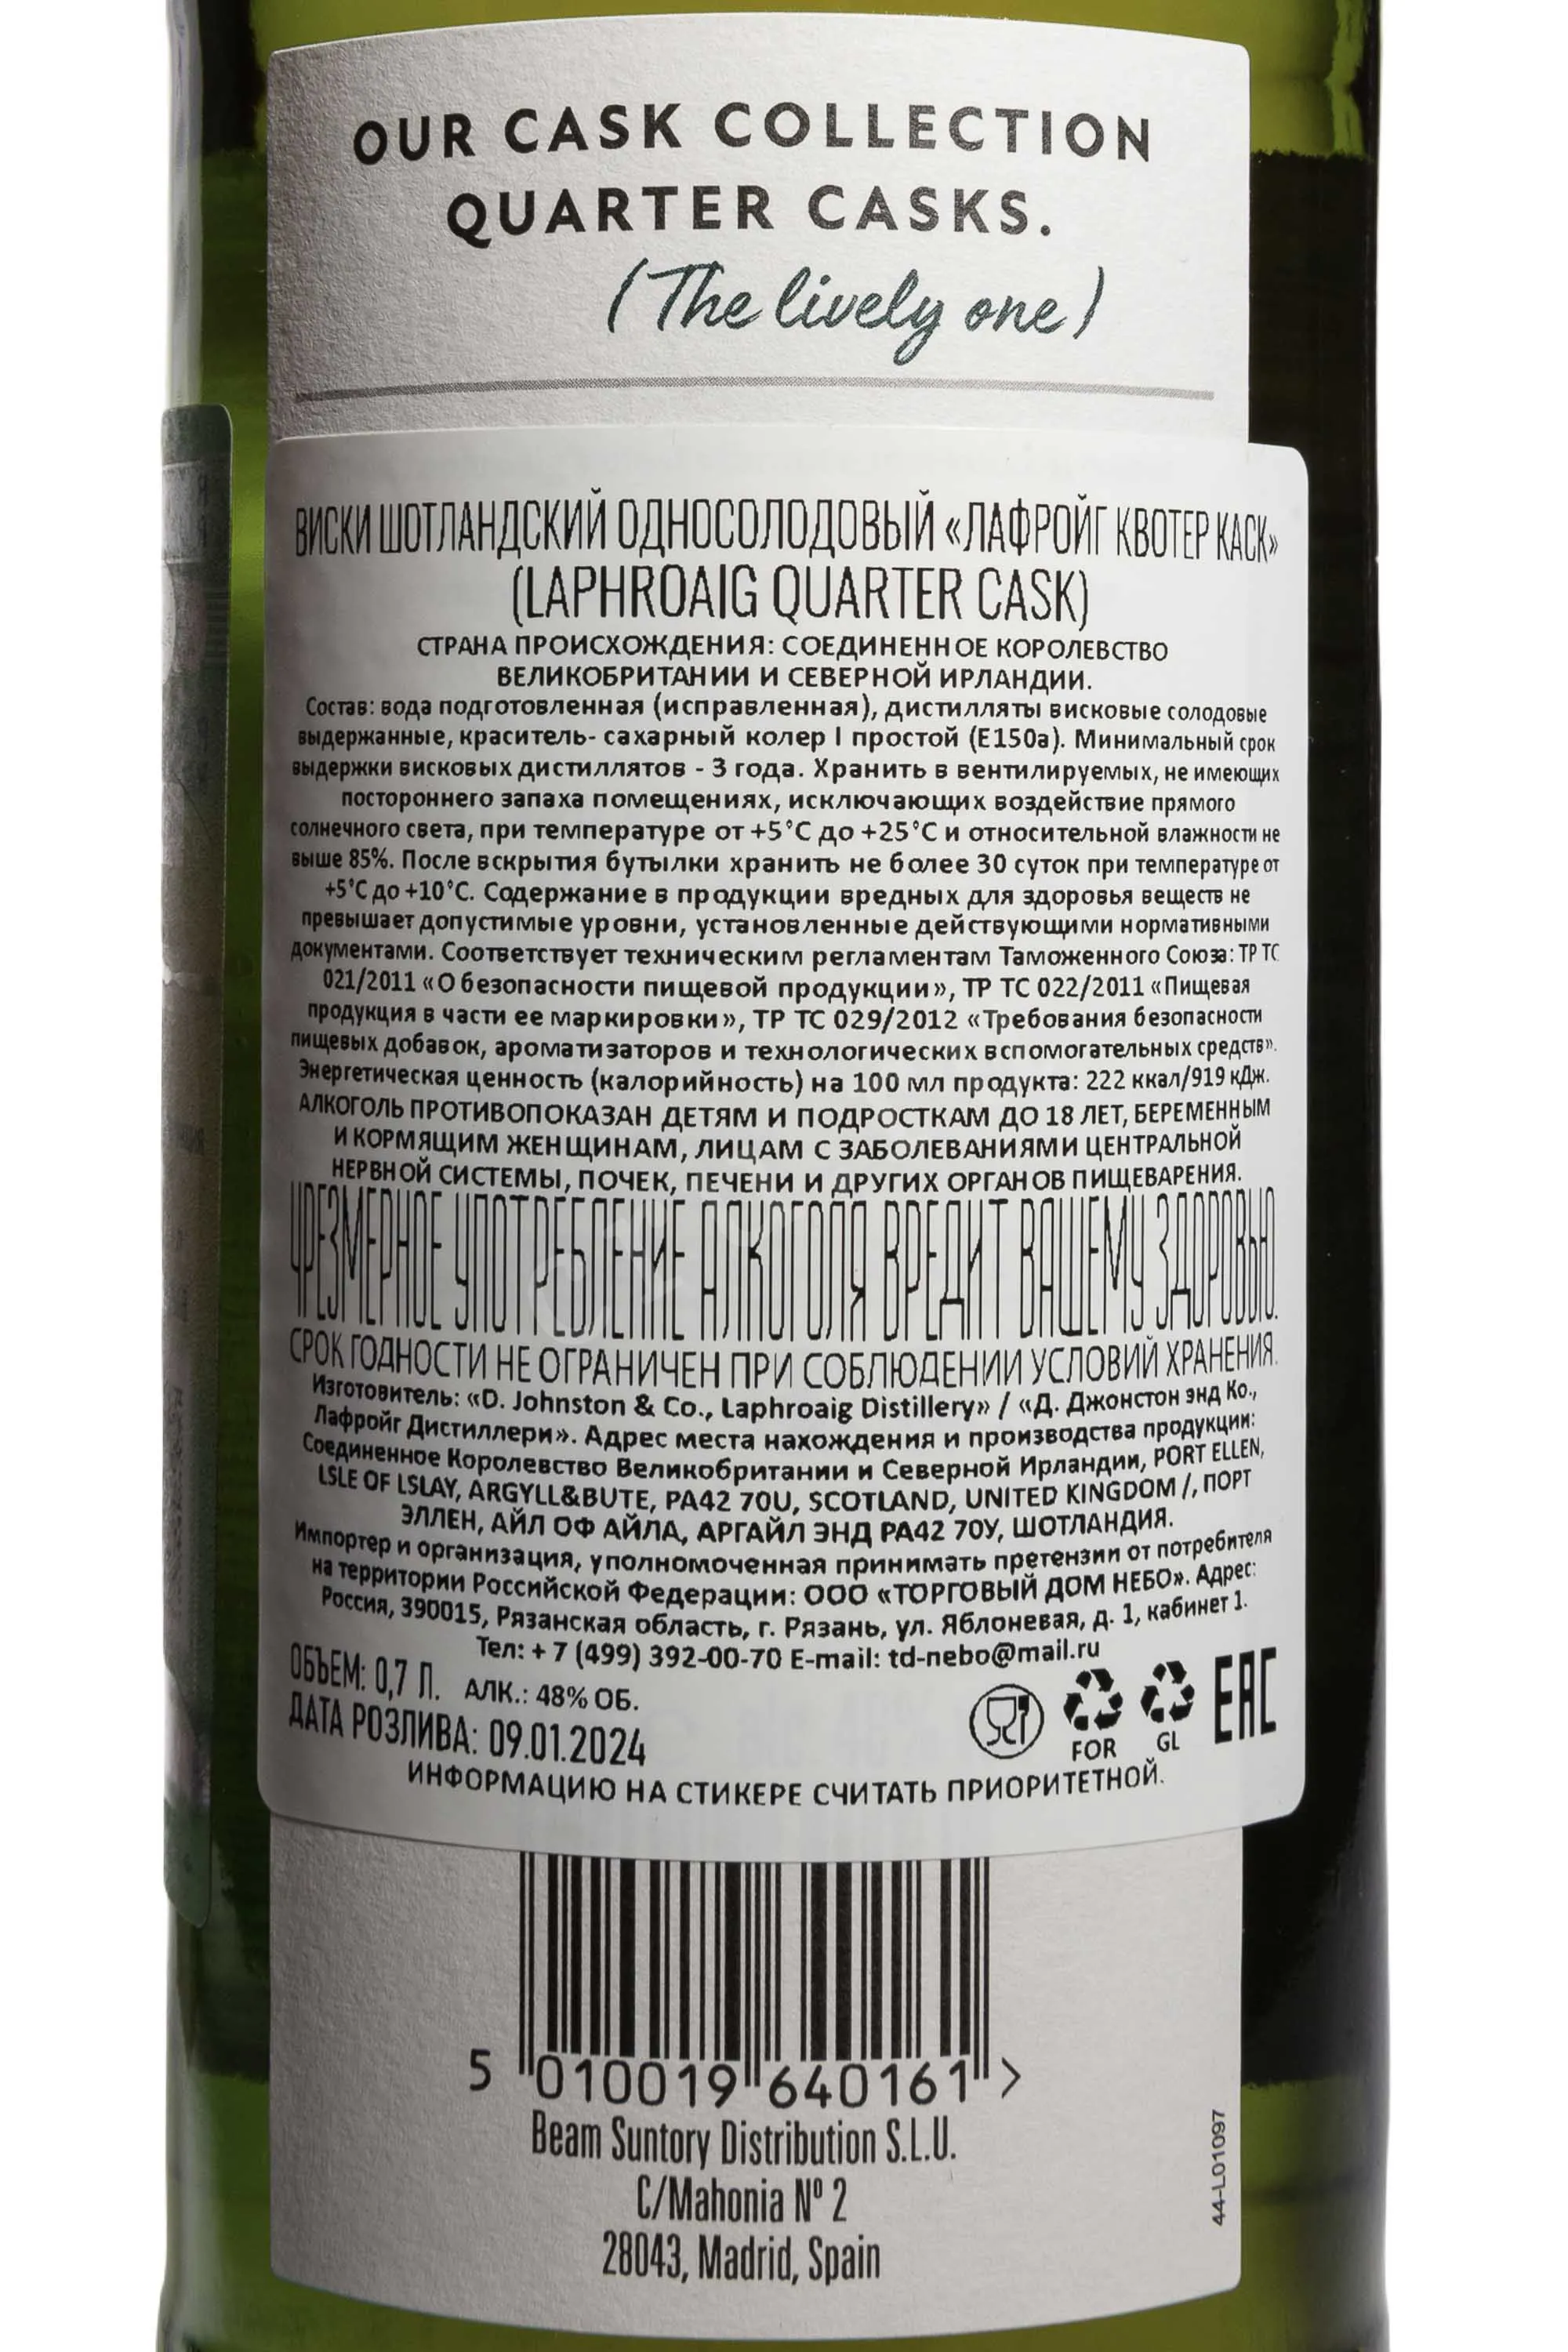 OUR CASK COLLECTION
QUARTER CASKS.
(The lively one)
ВИСКИ ШОТЛАНДСКИЙ ОДНОСОЛОДОВЫЙ «ЛАФРОЙГ КВОТЕР КАСК»
(LAPHROAIG QUARTER CASK)
СТРАНА ПРОИСХОЖДЕНИЯ: СОЕДИНЕННОЕ КОРОЛЕВСТВО
ВЕЛИКОБРИТАНИИ И СЕВЕРНОЙ ИРЛАНДИИ.
Состав: вода подготовленная (исправленная), дистилляты висковые солодовые
выдержанные, краситель- сахарный колер I простой (Е150а). Минимальный срок
выдержки висковых дистиллятов - 3 года. Хранить в вентилируемых, не имеющих
постороннего запаха помещениях, исключающих воздействие прямого
солнечного света, при температуре от +5°С до +25°С и относительной влажности не
выше 85%. После вскрытия бутылки хранить не более 30 суток при температуре от
+5°С до +10°С. Содержание в продукции вредных для здоровья веществ не
превышает допустимые уровни, установленные действующими нормативными
документами. Соответствует техническим регламентам Таможенного Союза: ТР ТС
021/2011 «О безопасности пищевой продукции», ТР ТС 022/2011 «Пищевая
продукция в части ее маркировки», ТР ТС 029/2012 «Требования безопасности
пищевых добавок, ароматизаторов и технологических вспомогательных средств».
Энергетическая ценность (калорийность) на 100 мл продукта: 222 ккал/919 кДж.
АЛКОГОЛЬ ПРОТИВОПОКАЗАН ДЕТЯМ И ПОДРОСТКАМ ДО 18 ЛЕТ, БЕРЕМЕННЫМ
И КОРМЯЩИМ ЖЕНЩИНАМ, ЛИЦАМ С ЗАБОЛЕВАНИЯМИ ЦЕНТРАЛЬНОЙ
НЕРВНОЙ СИСТЕМЫ, ПОЧЕК, ПЕЧЕНИ И ДРУГИХ ОРГАНОВ ПИЩЕВАРЕНИЯ.
ЧРЕЗМЕРНОЕ УПОТРЕБЛЕНИЕ АЛКОГОЛЯ ВРЕДИТ ВАШЕМУ ЗДОРОВЬЮ.
СРОК ГОДНОСТИ НЕ ОГРАНИЧЕН ПРИ СОБЛЮДЕНИИ УСЛОВИЙ ХРАНЕНИЯ.
Изготовитель: «D. Johnston & Co., Laphroaig Distillery» / «Д. Джонстон энд Ко.,
Лафройг Дистиллери». Адрес места нахождения и производства продукции:
Соединенное Королевство Великобритании и Северной Ирландии, PORT ELLEN,
LSLE OF LSLAY, ARGYLL&BUTE, PA42 70U, SCOTLAND, UNITED KINGDOM /, ПОРТ
ЭЛЛЕН, АЙЛ ОФ АЙЛА, АРГАЙЛ ЭНД РА42 70У, ШОТЛАНДИЯ.
Импортер и организация, уполномоченная принимать претензии от потребителя
на территории Российской Федерации: ООО «ТОРГОВЫЙ ДОМ НЕБО». Адрес:
Россия, 390015, Рязанская область, г. Рязань, ул. Яблоневая, д. 1, кабинет 1.
Тел: + 7 (499) 392-00-70 E-mail: td-nebo@mail.ru
ОБЪЕМ: 0,7 Л. АЛК.: 48% ОБ.
ДАТА РОЗЛИВА: 09.01.2024
FOR GL EAC
ИНФОРМАЦИЮ НА СТИКЕРЕ СЧИТАТЬ ПРИОРИТЕТНОЙ.
5 010019 640161 >
Beam Suntory Distribution S.L.U.
C/Mahonia Nº 2
28043, Madrid, Spain
44-L01097